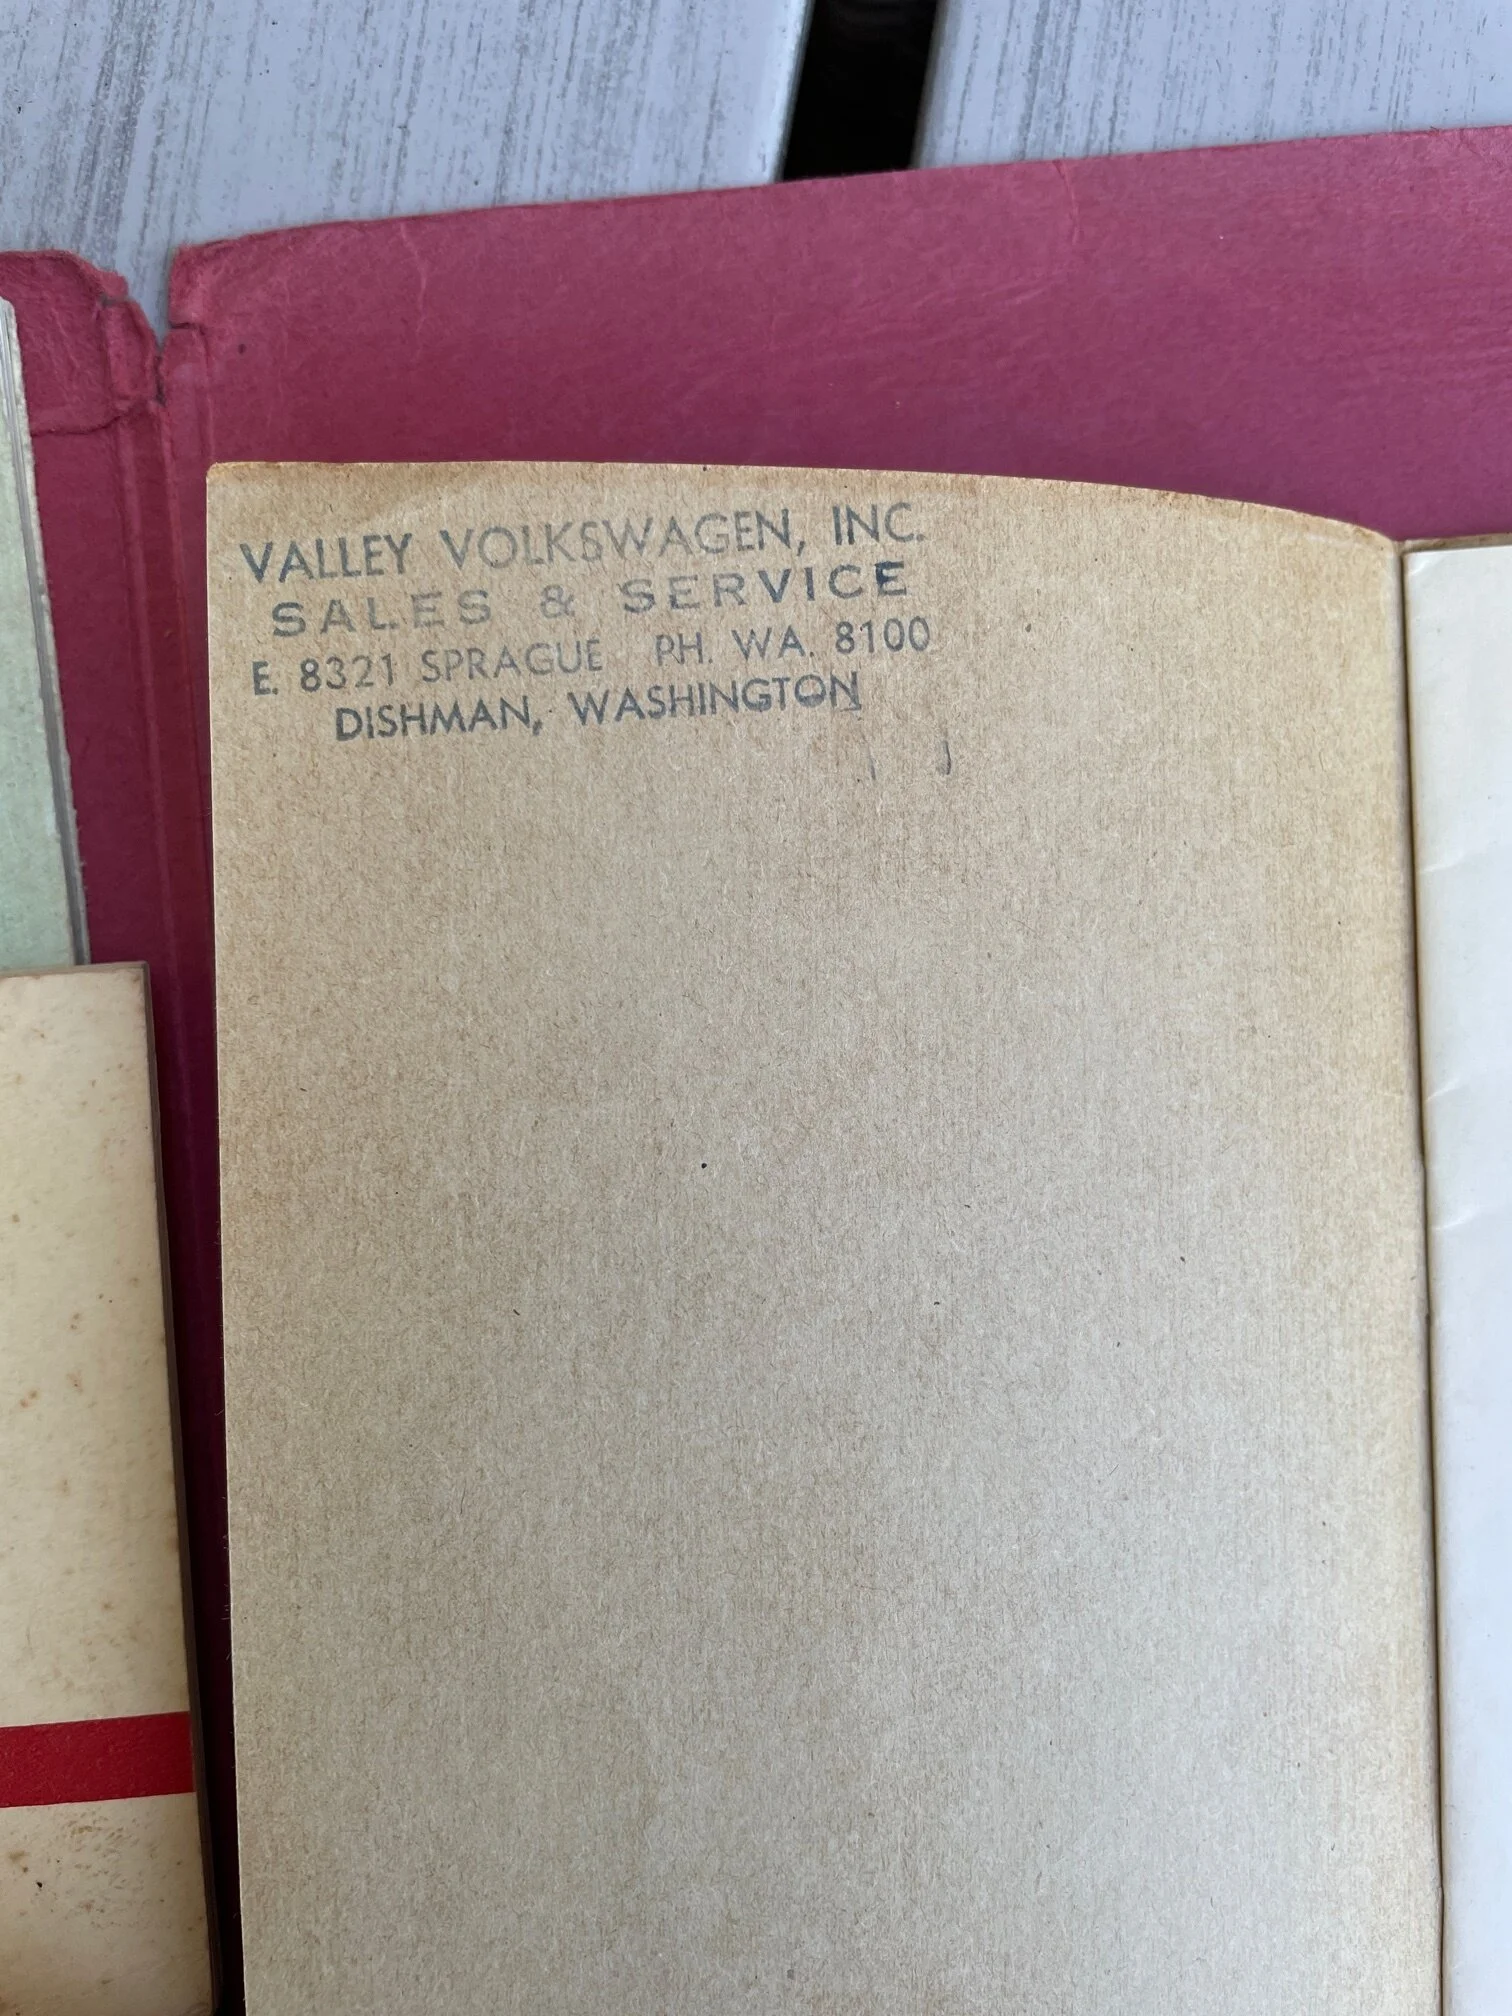 VALLEY VOLKSWAGEN, INC.
SALES & SERVICE
E. 8321 SPRAGUE PH. WA. 8100
DISHMAN, WASHINGTON